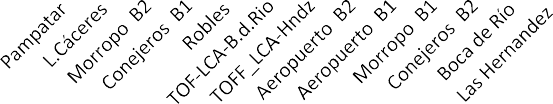 Pampatar
L.Cáceres
Morropo B2
Conejeros B1
Robles
TOF-LCA-B.d.Rio
TOFF_LCA-Hndz
Aeropuerto B2
Aeropuerto B1
Morropo B1
Conejeros B2
Boca de Río
Las Hernandez